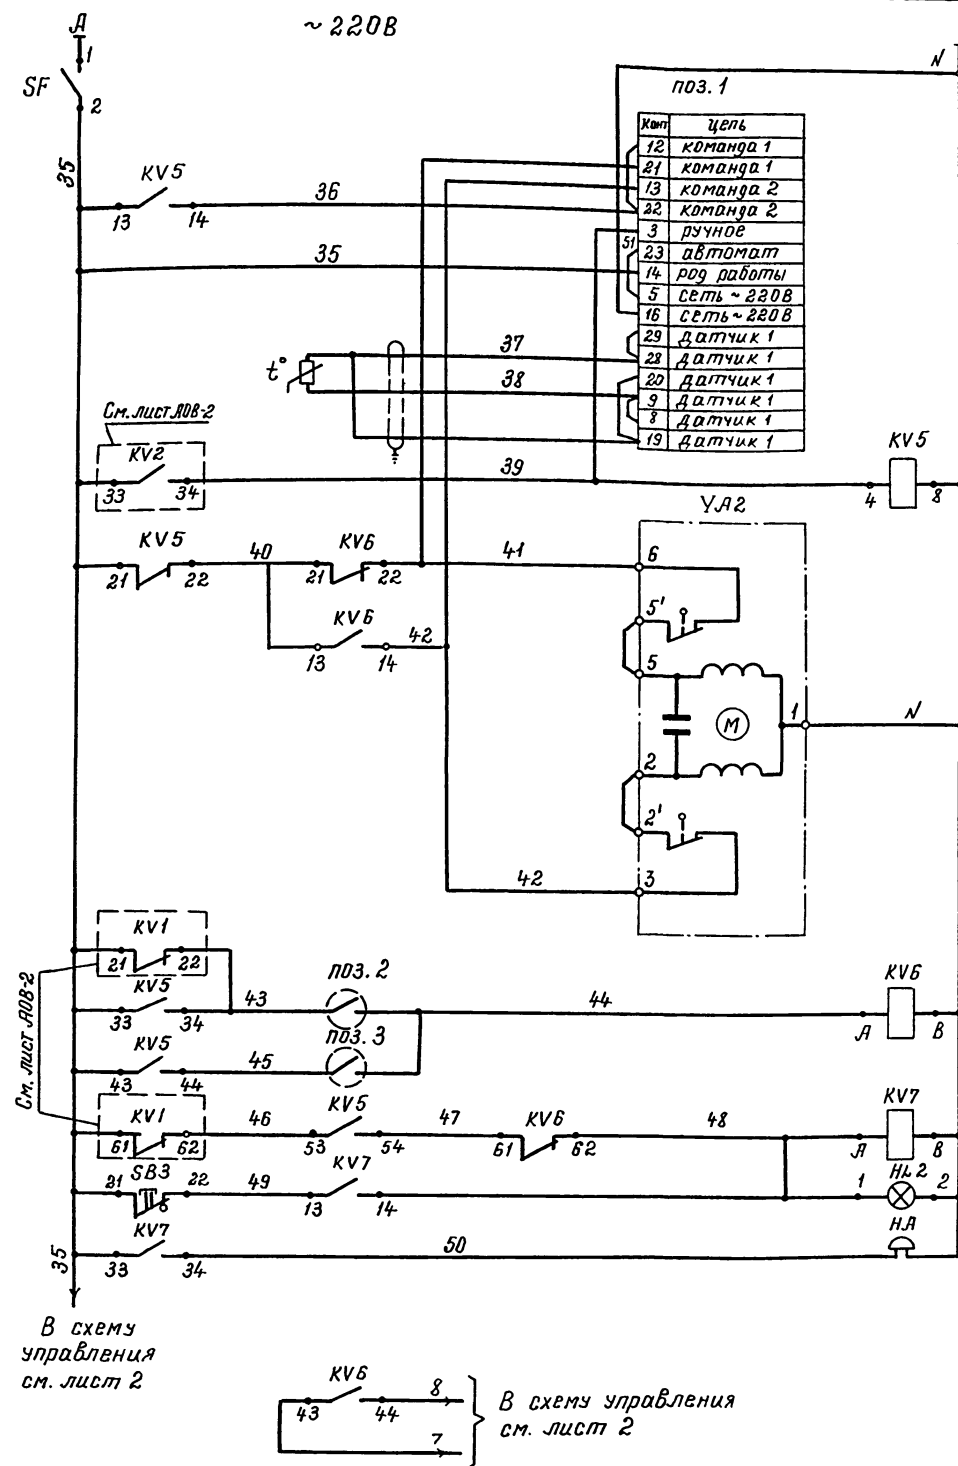 А
~220В
1
N
SF
поз. 1
2
Конт цепь
12 команда 1
35
KV5
21 команда 1
36
13 команда 2
13 14
22 команда 2
3 ручное
51
23 автомат
35
14 род работы
5 сеть ~ 220В
16 сеть ~ 220В
29 датчик 1
37
28 датчик 1
t°
38
20 датчик 1
9 датчик 1
См. лист АОВ-2
8 датчик 1
19 датчик 1
KV2
39
KV5
33 34
4 8
YA2
KV5 40 KV6 41
6
21 22 21 22
5'
KV6 42
13 14
5
М
1 N
2
2'
42
3
KV1
21 22
поз. 2
KV6
KV5 43
44
33 34
А В
поз. 3
KV5 45
43 44
См. лист АОВ-2
KV1 46 KV5 47 KV6 48 KV7
61 62 53 54 61 62 А В
SB3 KV7 HL2
21 22 49 1 2
13 14
KV7 50 НА
33 34
35
В схему
управления
см. лист 2
KV6 8
43 44
7
В схему управления
см. лист 2